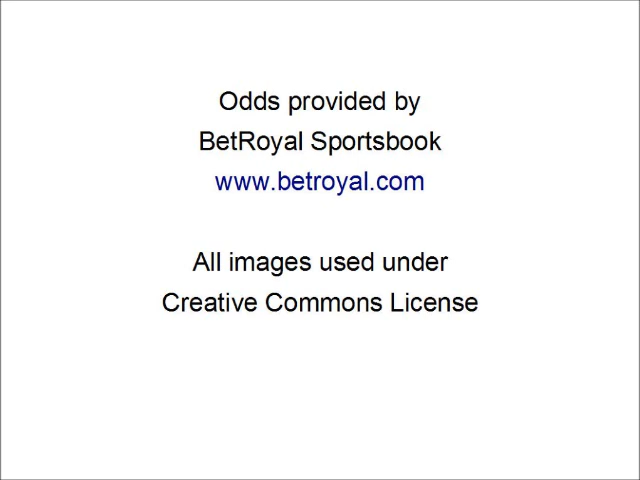 Odds provided by
BetRoyal Sportsbook
www.betroyal.com
All images used under
Creative Commons License